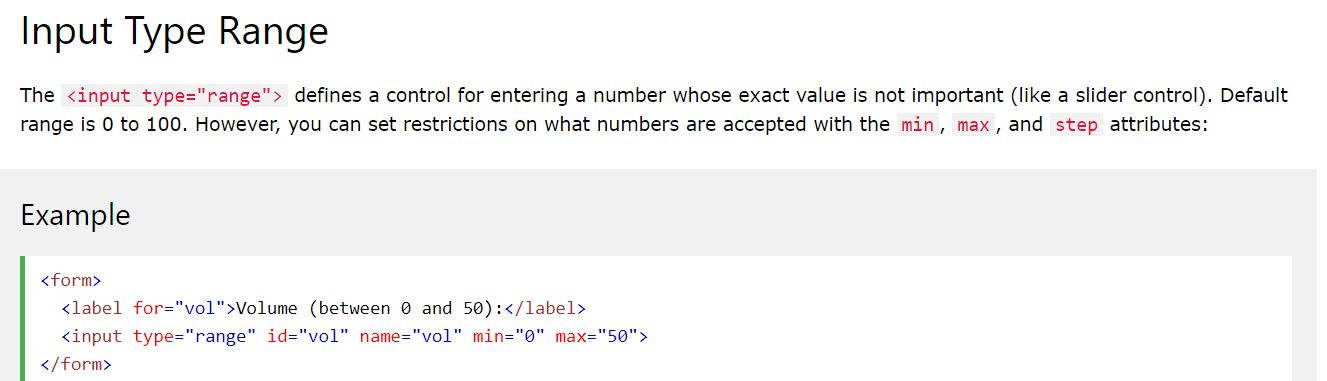 Input Type Range
The <input type="range"> defines a control for entering a number whose exact value is not important (like a slider control). Default
range is 0 to 100. However, you can set restrictions on what numbers are accepted with the min, max, and step attributes:
Example
<form>
  <label for="vol">Volume (between 0 and 50):</label>
  <input type="range" id="vol" name="vol" min="0" max="50">
</form>